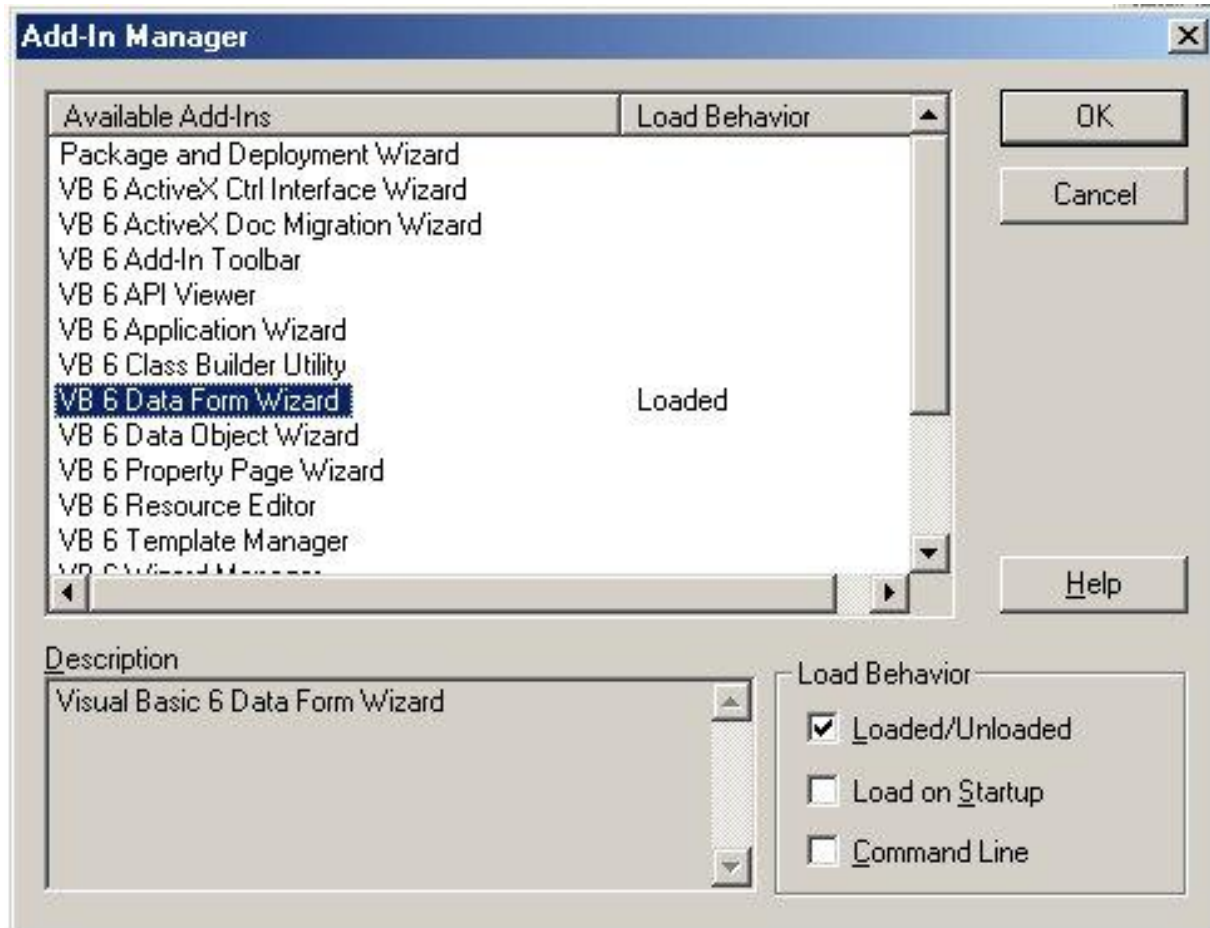 Add-In Manager
Available Add-Ins Load Behavior
Package and Deployment Wizard
VB 6 ActiveX Ctrl Interface Wizard
VB 6 ActiveX Doc Migration Wizard
VB 6 Add-In Toolbar
VB 6 API Viewer
VB 6 Application Wizard
VB 6 Class Builder Utility
VB 6 Data Form Wizard Loaded
VB 6 Data Object Wizard
VB 6 Property Page Wizard
VB 6 Resource Editor
VB 6 Template Manager
OK
Cancel
Help
Description
Visual Basic 6 Data Form Wizard
Load Behavior
Loaded/Unloaded
Load on Startup
Command Line